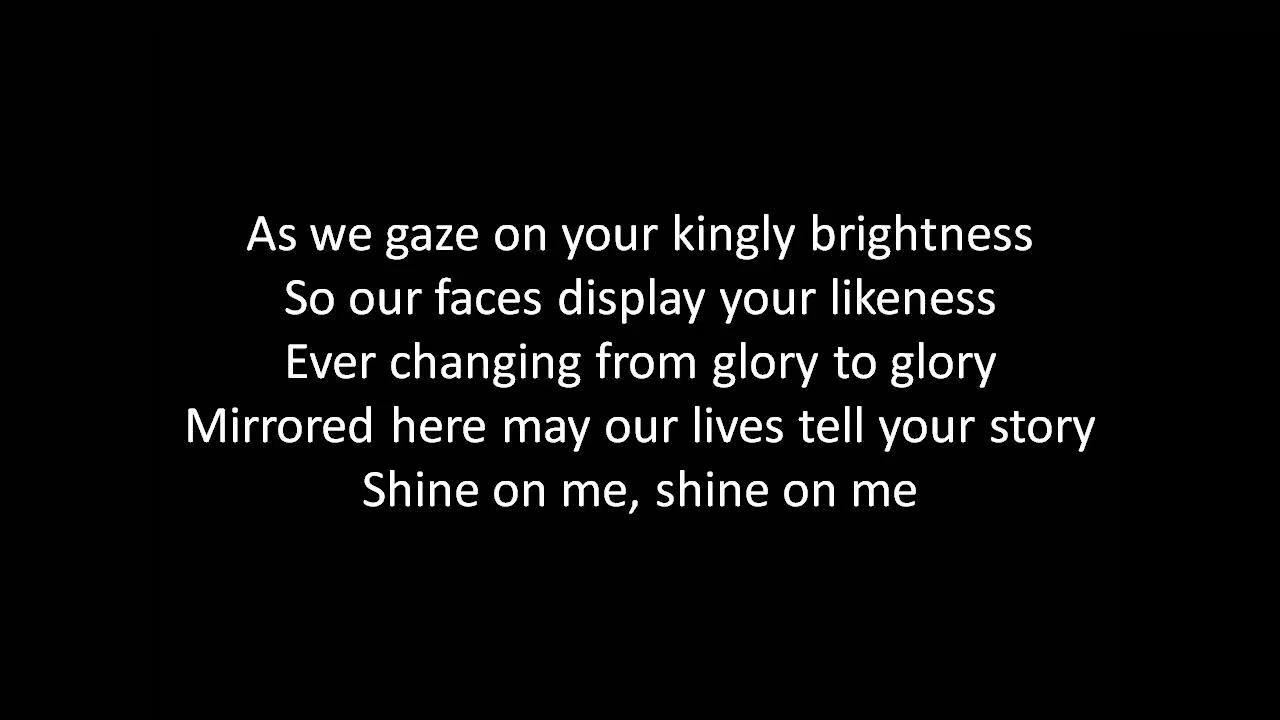 As we gaze on your kingly brightness
So our faces display your likeness
Ever changing from glory to glory
Mirrored here may our lives tell your story
Shine on me, shine on me